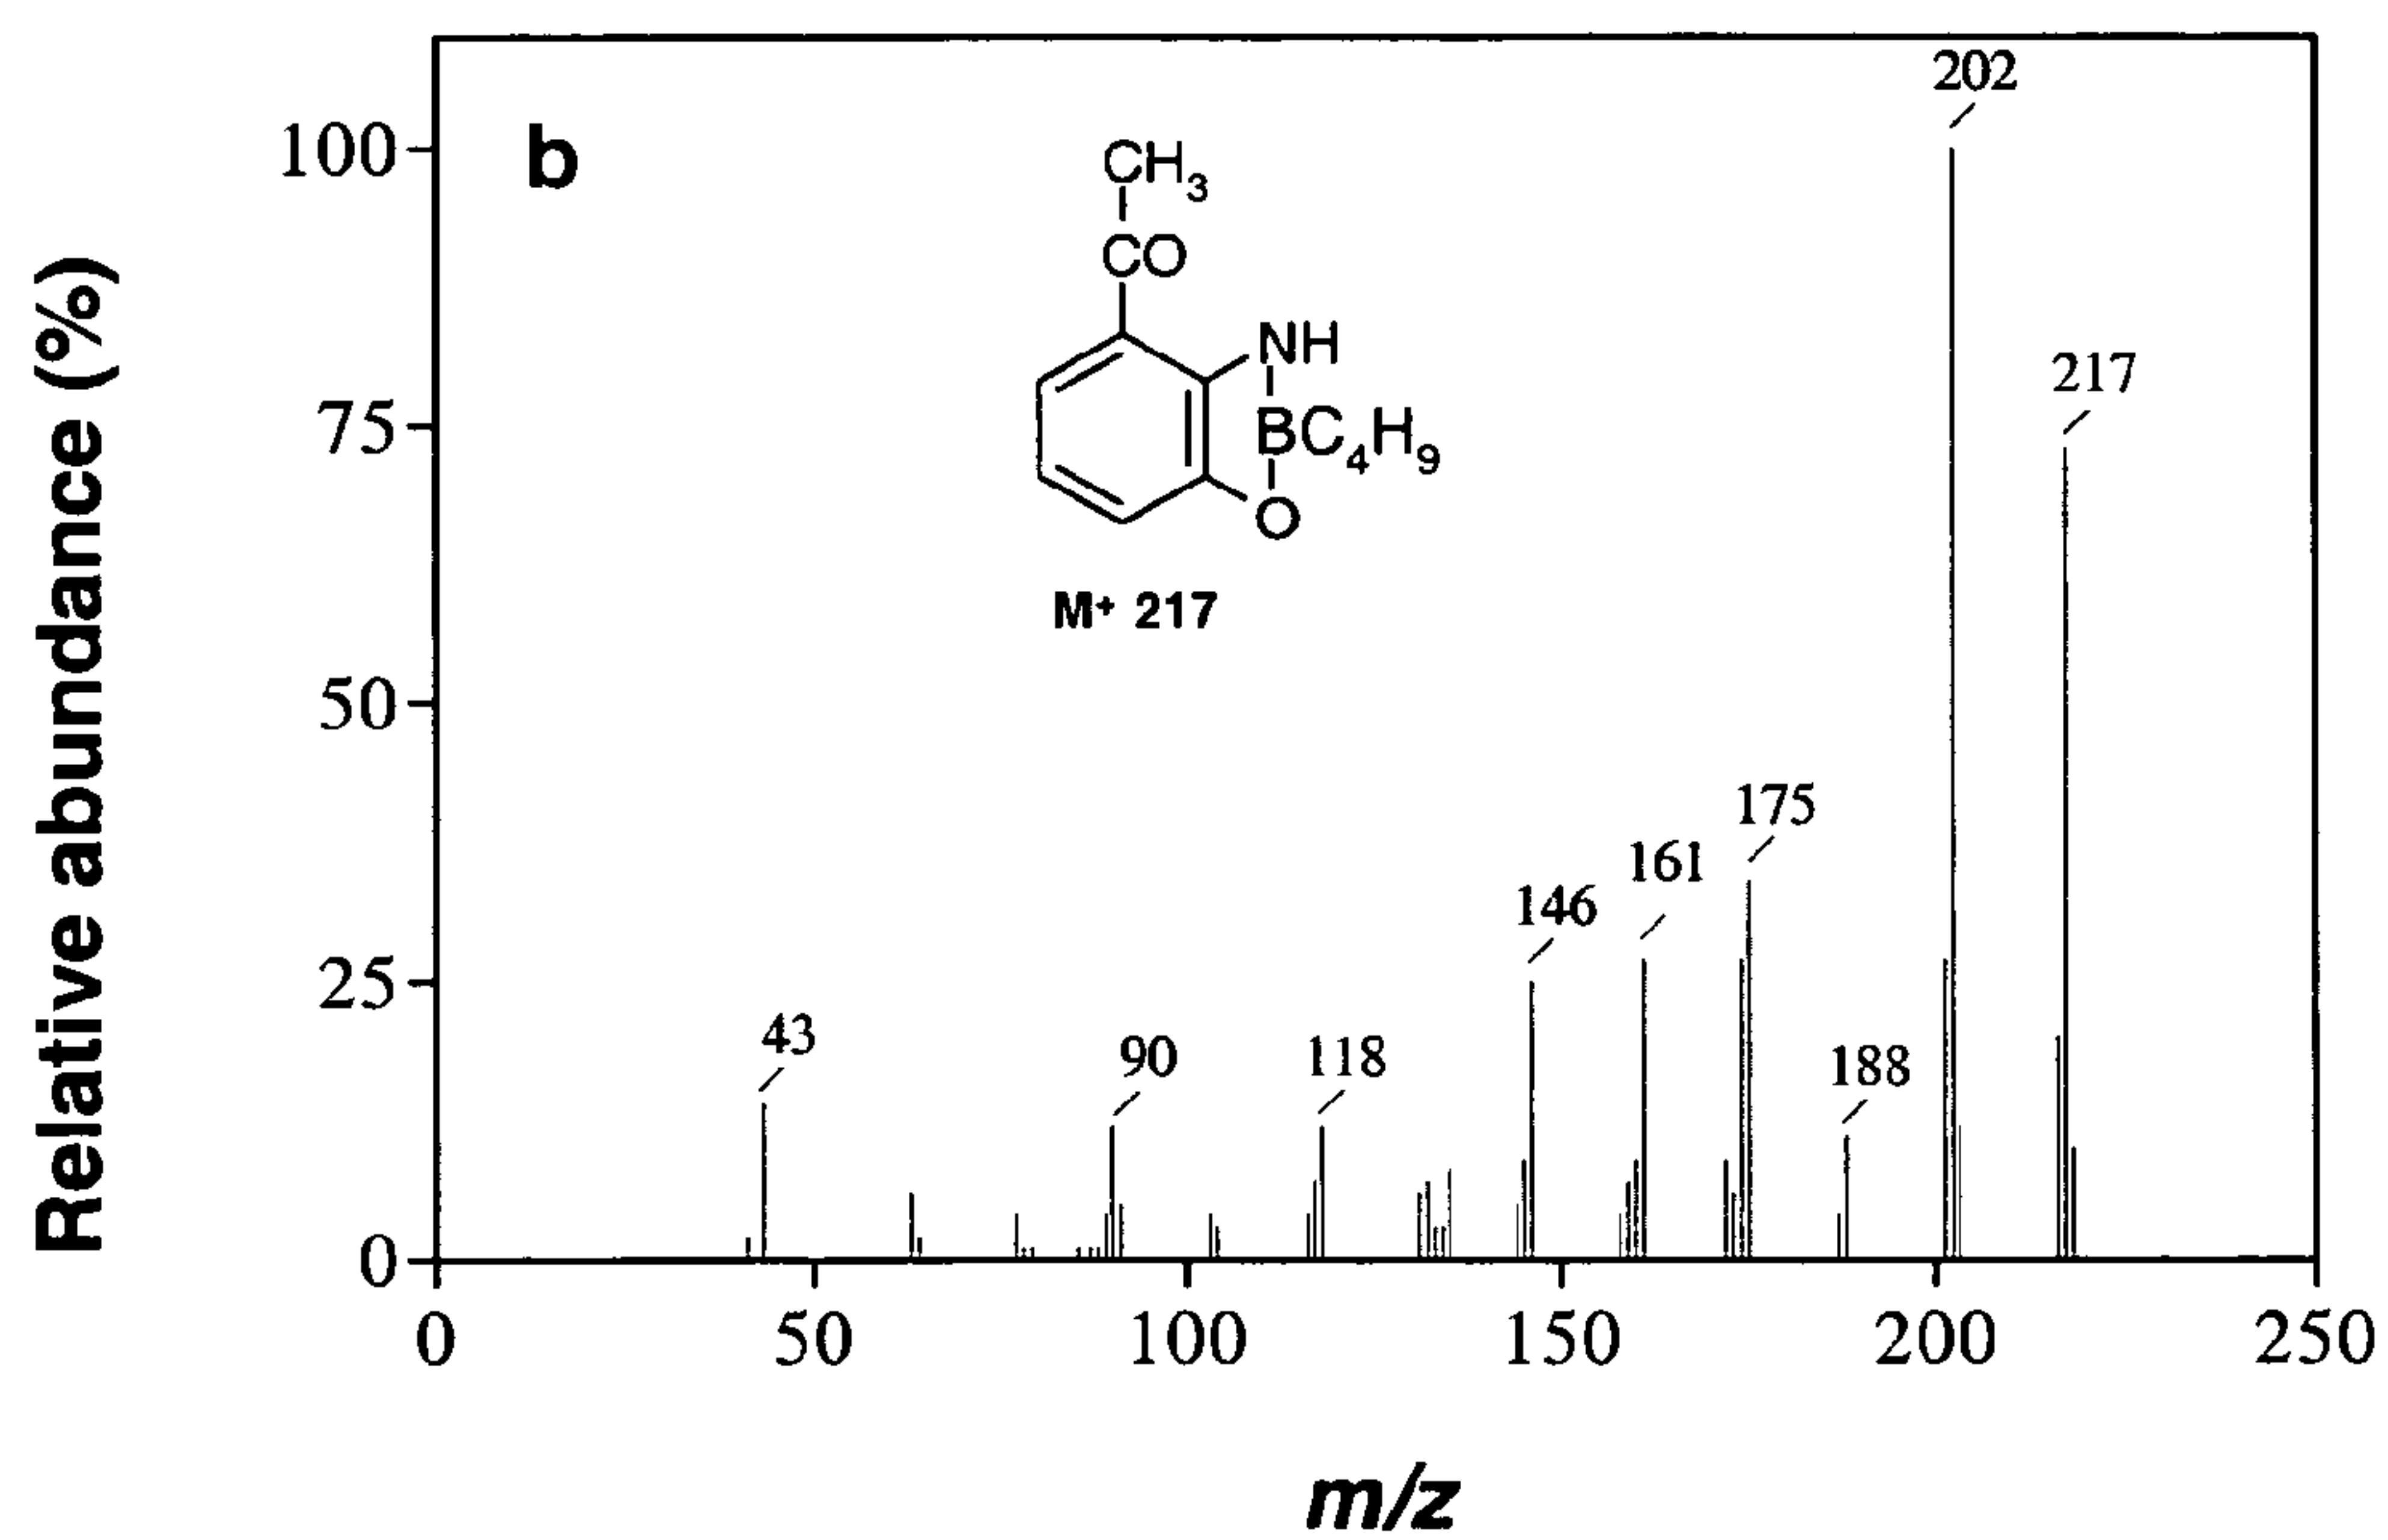 b
CH3
CO
NH
BC4H9
O
M+ 217
202
217
175
161
146
188
118
90
43
Relative abundance (%)
100
75
50
25
0
0 50 100 150 200 250
m/z